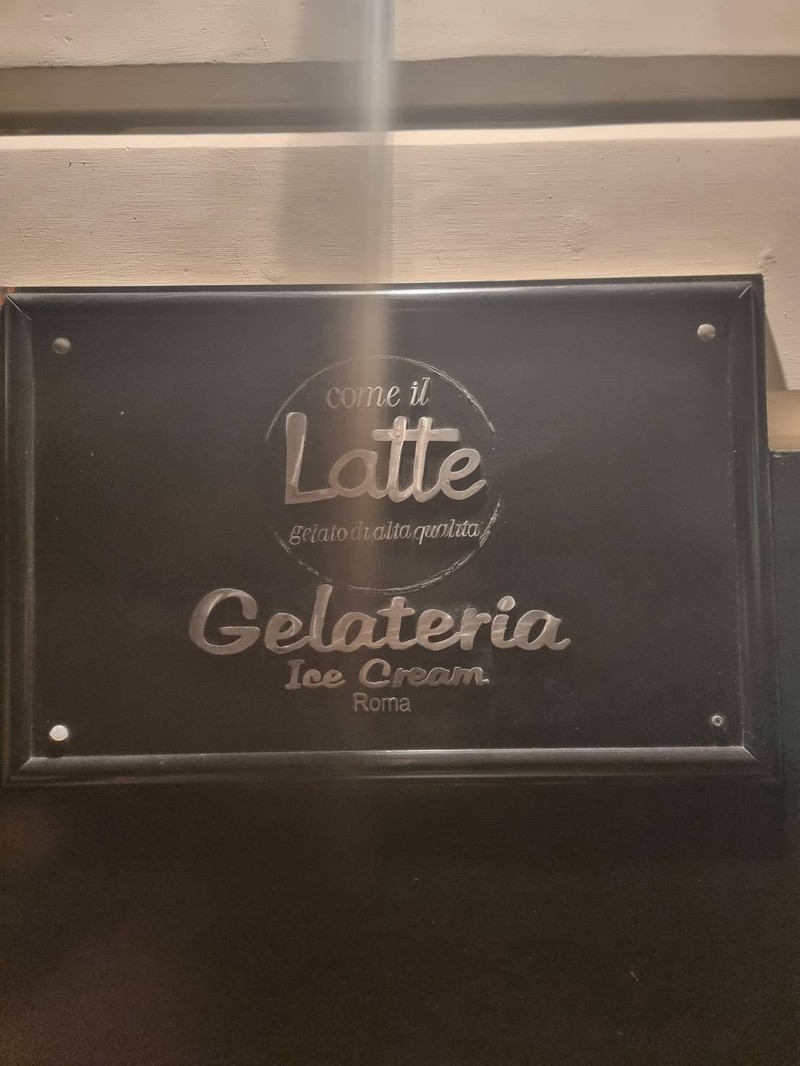 come il
Latte
gelato di alta qualità
Gelateria
Ice Cream
Roma